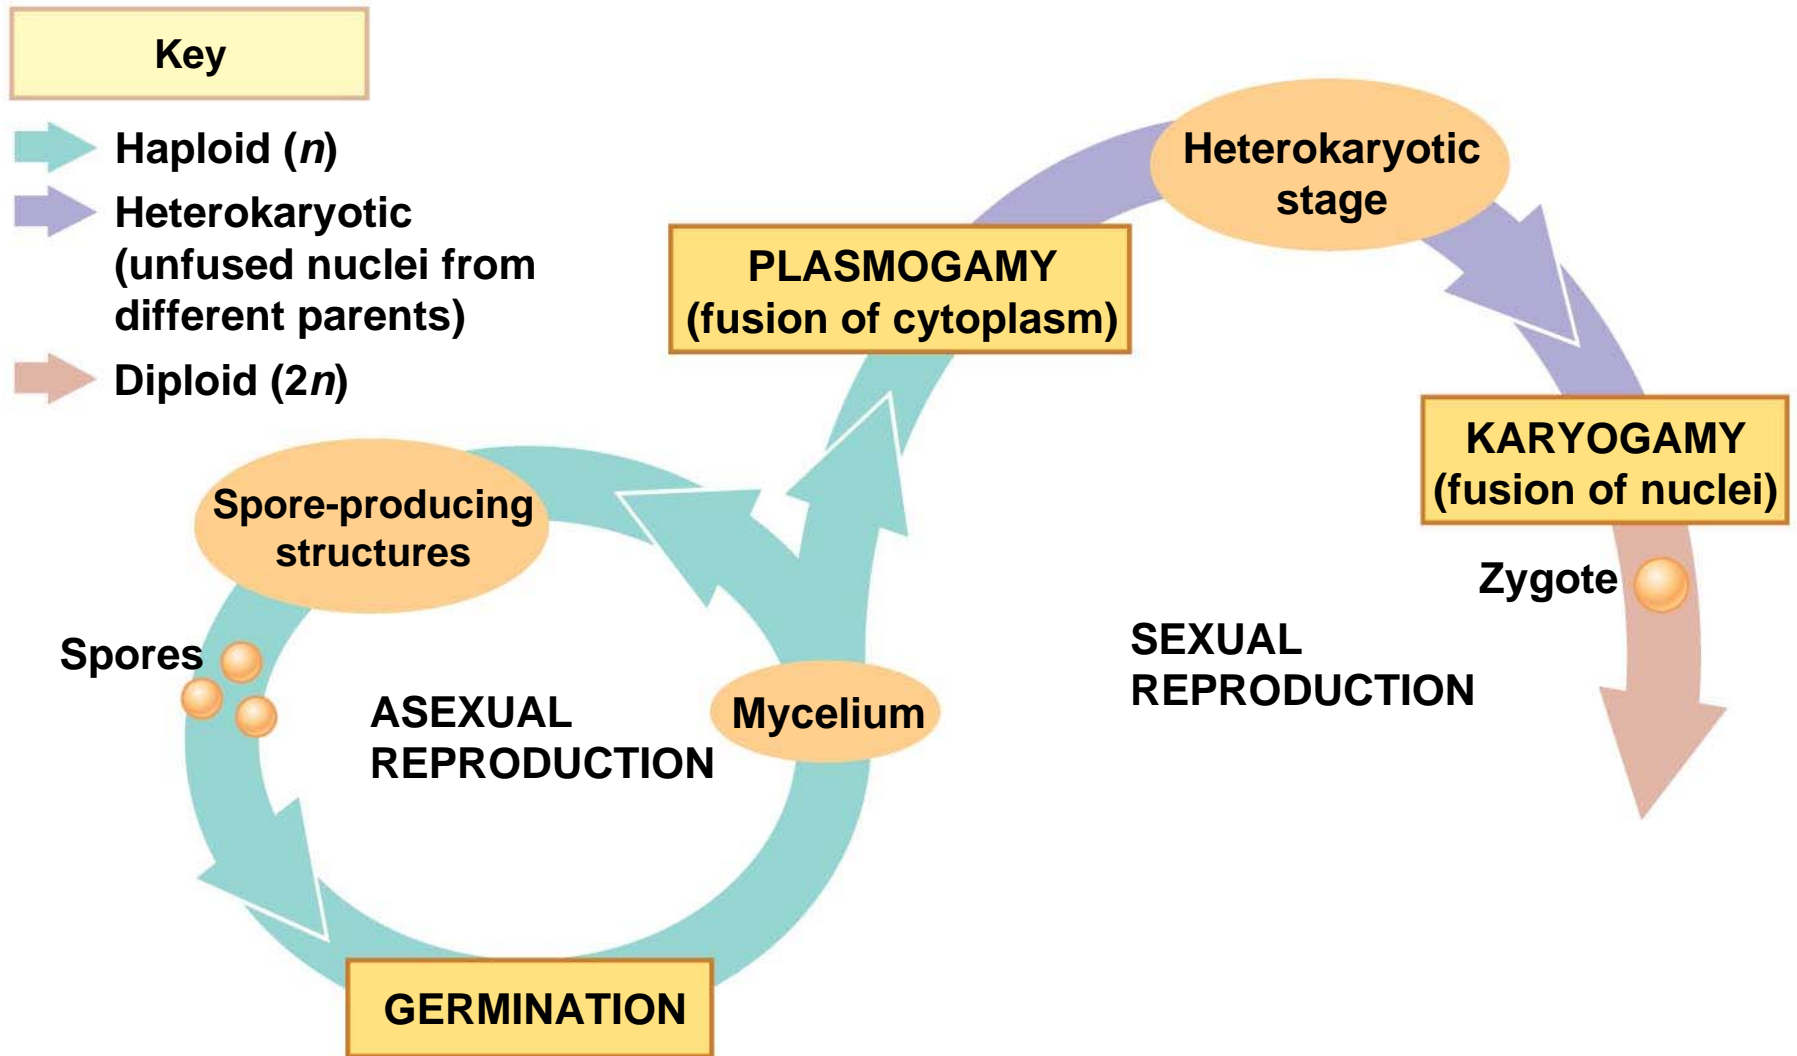 Key
Haploid (n)
Heterokaryotic
(unfused nuclei from
different parents)
Diploid (2n)
Heterokaryotic
stage
PLASMOGAMY
(fusion of cytoplasm)
KARYOGAMY
(fusion of nuclei)
Spore-producing
structures
Zygote
Spores
SEXUAL
REPRODUCTION
ASEXUAL
REPRODUCTION
Mycelium
GERMINATION